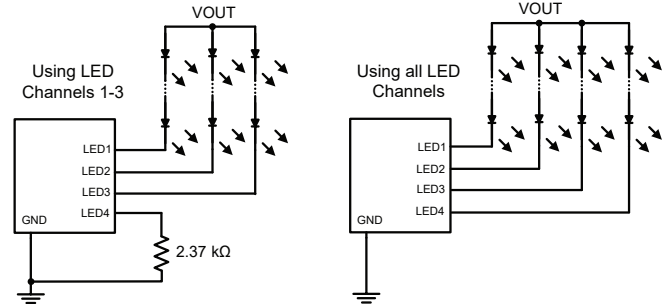 VOUT
Using LED
Channels 1-3
LED1
LED2
LED3
LED4
GND
2.37 kΩ
VOUT
Using all LED
Channels
LED1
LED2
LED3
LED4
GND